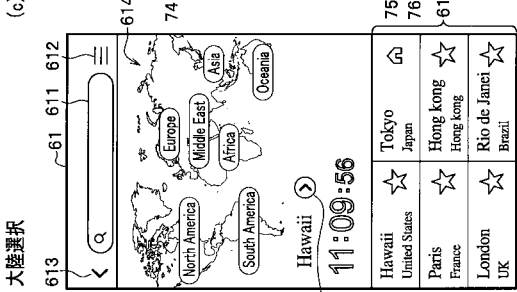 大陸選択
(c)
61
613
611
612
614
74
North America
Europe
Middle East
Asia
Africa
South America
Oceania
Hawaii
11:09:56
Hawaii
United States
Tokyo
Japan
75
76
Paris
France
Hong kong
Hong kong
61
London
UK
Rio de Janei
Brazil